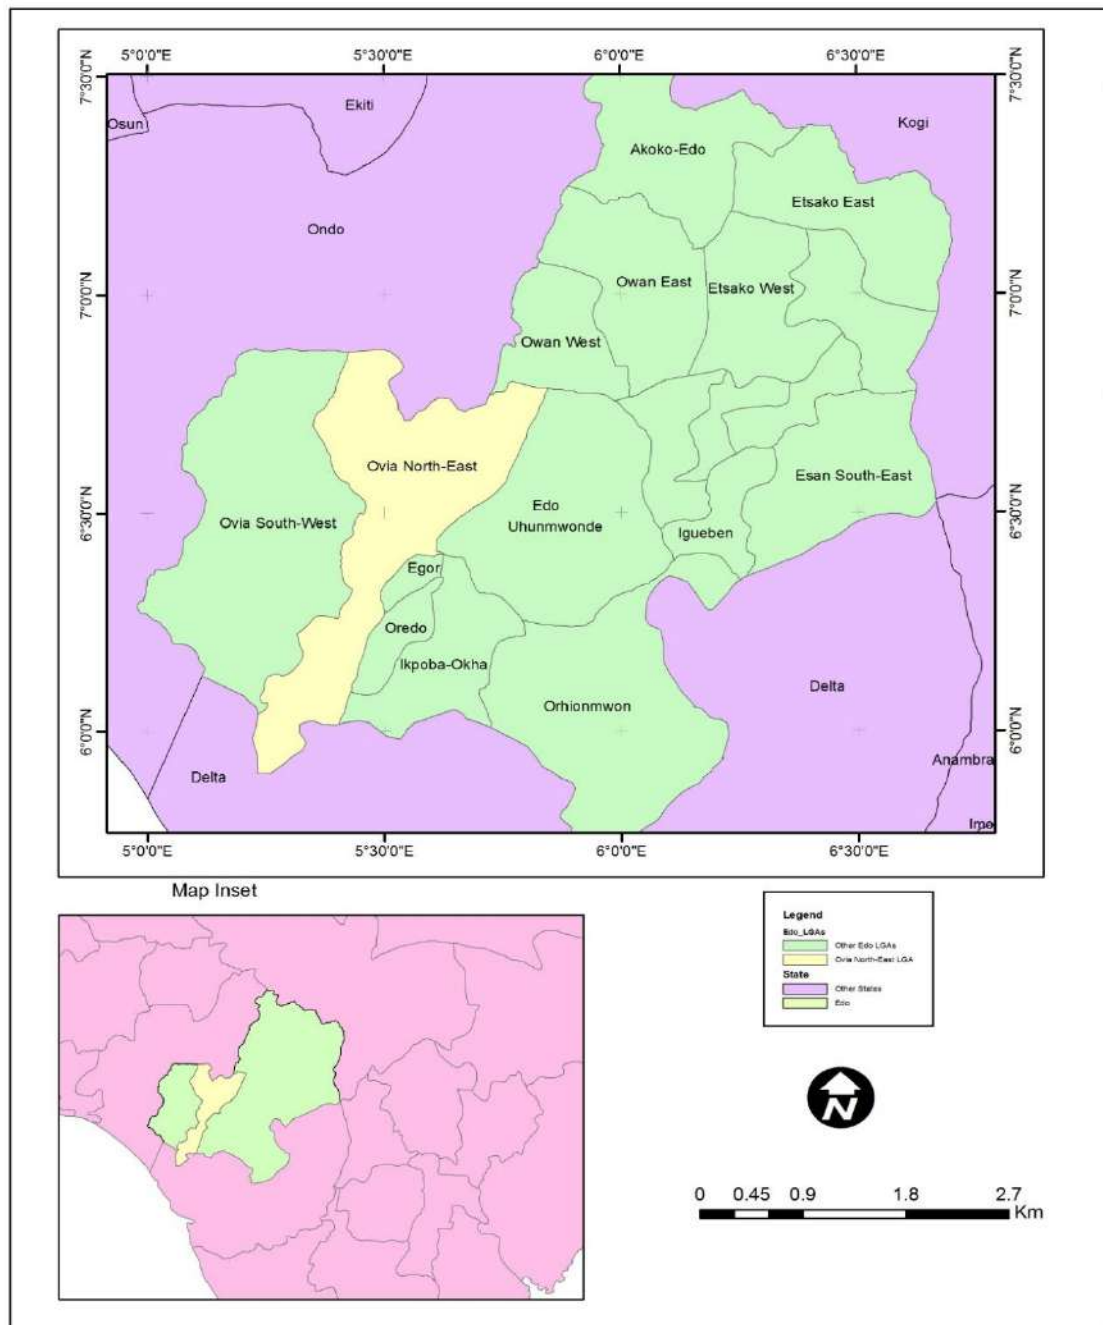 5°0'0"E 5°30'0"E 6°0'0"E 6°30'0"E
7°30'0"N
7°30'0"N
Ekiti
Osun
Kogi
Akoko-Edo
Etsako East
Ondo
Owan East
Etsako West
7°0'0"N
7°0'0"N
Owan West
Ovia North-East
Esan South-East
Ovia South-West
Edo
Uhunmwonde
6°30'0"N
6°30'0"N
Igueben
Egor
Oredo
Ikpoba-Okha
Delta
Orhionmwon
6°0'0"N
6°0'0"N
Delta
Anambra
Imo
5°0'0"E 5°30'0"E 6°0'0"E 6°30'0"E
Map Inset
Legend
Edo_LGAs
Other Edo LGAs
Ovia North-East LGA
State
Other States
Edo
N
0 0.45 0.9 1.8 2.7
Km